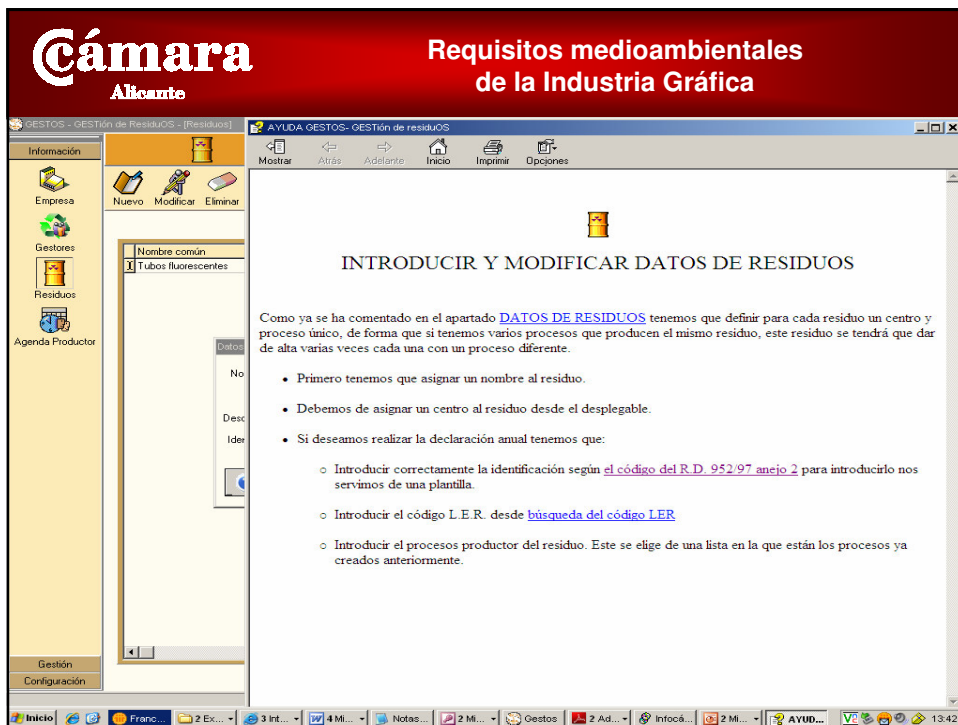 Cámara
Alicante
Requisitos medioambientales
de la Industria Gráfica
GESTOS - GESTión de ResiduOS - [Residuos]
AYUDA GESTOS- GESTIón de residuOS
Información
Empresa
Gestores
Residuos
Agenda Productor
Gestión
Configuración
Nuevo Modificar Eliminar
Nombre común
Tubos fluorescentes
Datos
No
Desc
Iden
Mostrar Atrás Adelante Inicio Imprimir Opciones
INTRODUCIR Y MODIFICAR DATOS DE RESIDUOS
Como ya se ha comentado en el apartado DATOS DE RESIDUOS tenemos que definir para cada residuo un centro y
proceso único, de forma que si tenemos varios procesos que producen el mismo residuo, este residuo se tendrá que dar
de alta varias veces cada una con un proceso diferente.
• Primero tenemos que asignar un nombre al residuo.
• Debemos de asignar un centro al residuo desde el desplegable.
• Si deseamos realizar la declaración anual tenemos que:
○ Introducir correctamente la identificación según el código del R.D. 952/97 anejo 2 para introducirlo nos
servimos de una plantilla.
○ Introducir el código L.E.R. desde búsqueda del código LER
○ Introducir el procesos productor del residuo. Este se elige de una lista en la que están los procesos ya
creados anteriormente.
Inicio Franc... 2 Ex... 3 Int... 4 Mi... Notas... 2 Mi... Gestos 2 Ad... Infocá... 2 Mi... AYUD... 13:42